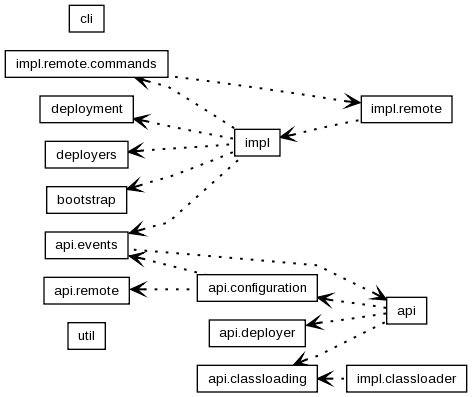 cli
impl.remote.commands
deployment
impl.remote
impl
deployers
bootstrap
api.events
api.remote
api.configuration
api
util
api.deployer
api.classloading
impl.classloader